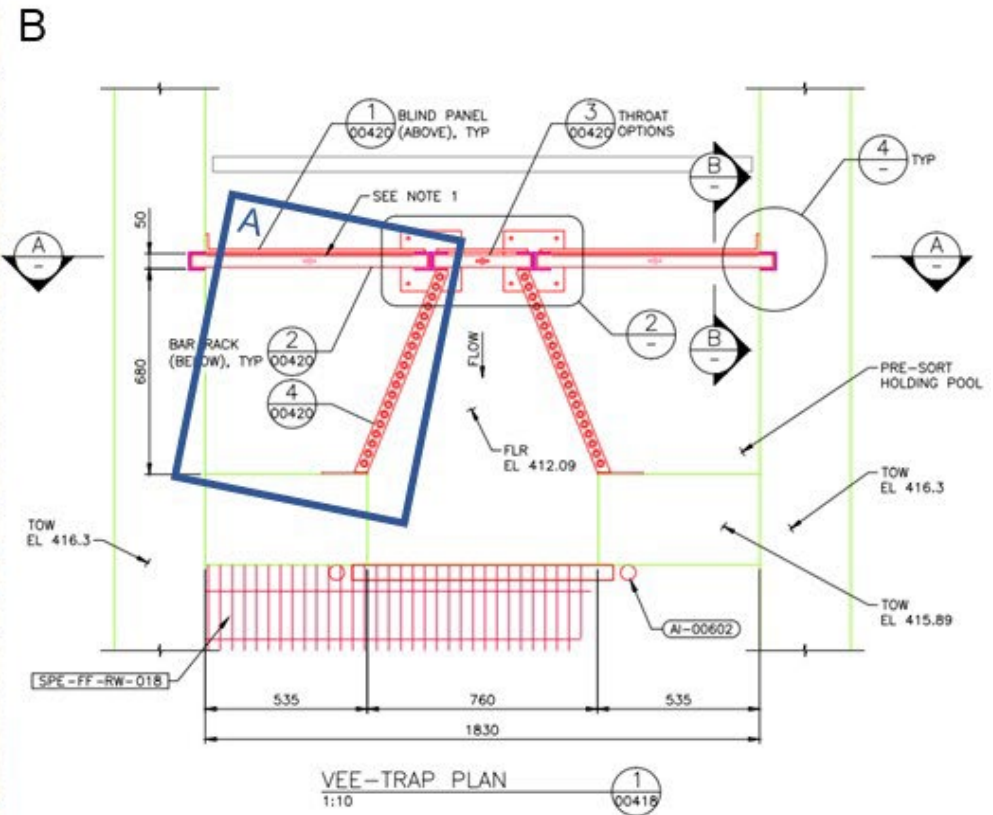 B
1
00420
BLIND PANEL
(ABOVE), TYP
3
00420
THROAT
OPTIONS
B
-
4
-
TYP
SEE NOTE 1
50
A
A
-
A
-
2
-
BAR RACK
(BELOW), TYP
2
00420
FLOW
B
-
680
4
00420
PRE-SORT
HOLDING POOL
FLR
EL 412.09
TOW
EL 416.3
TOW
EL 416.3
TOW
EL 415.89
AI-00602
SPE-FF-RW-018
535
760
535
1830
VEE-TRAP PLAN
1:10
1
00418